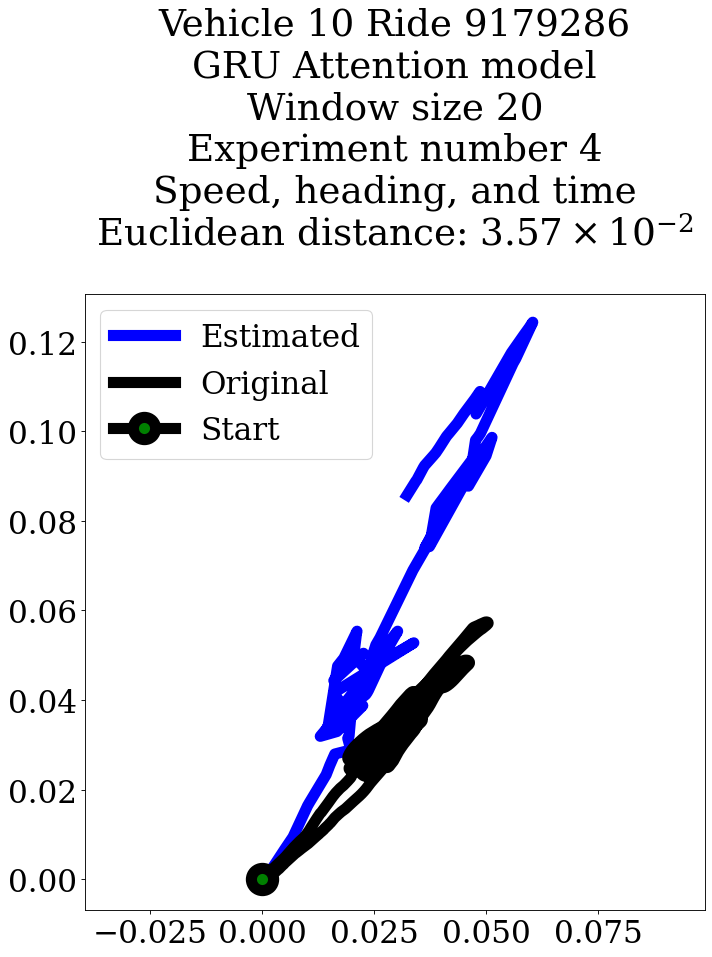 Vehicle 10 Ride 9179286
GRU Attention model
Window size 20
Experiment number 4
Speed, heading, and time
Euclidean distance: 3.57 × 10⁻²
Estimated
Original
Start
0.12
0.10
0.08
0.06
0.04
0.02
0.00
−0.025 0.000 0.025 0.050 0.075